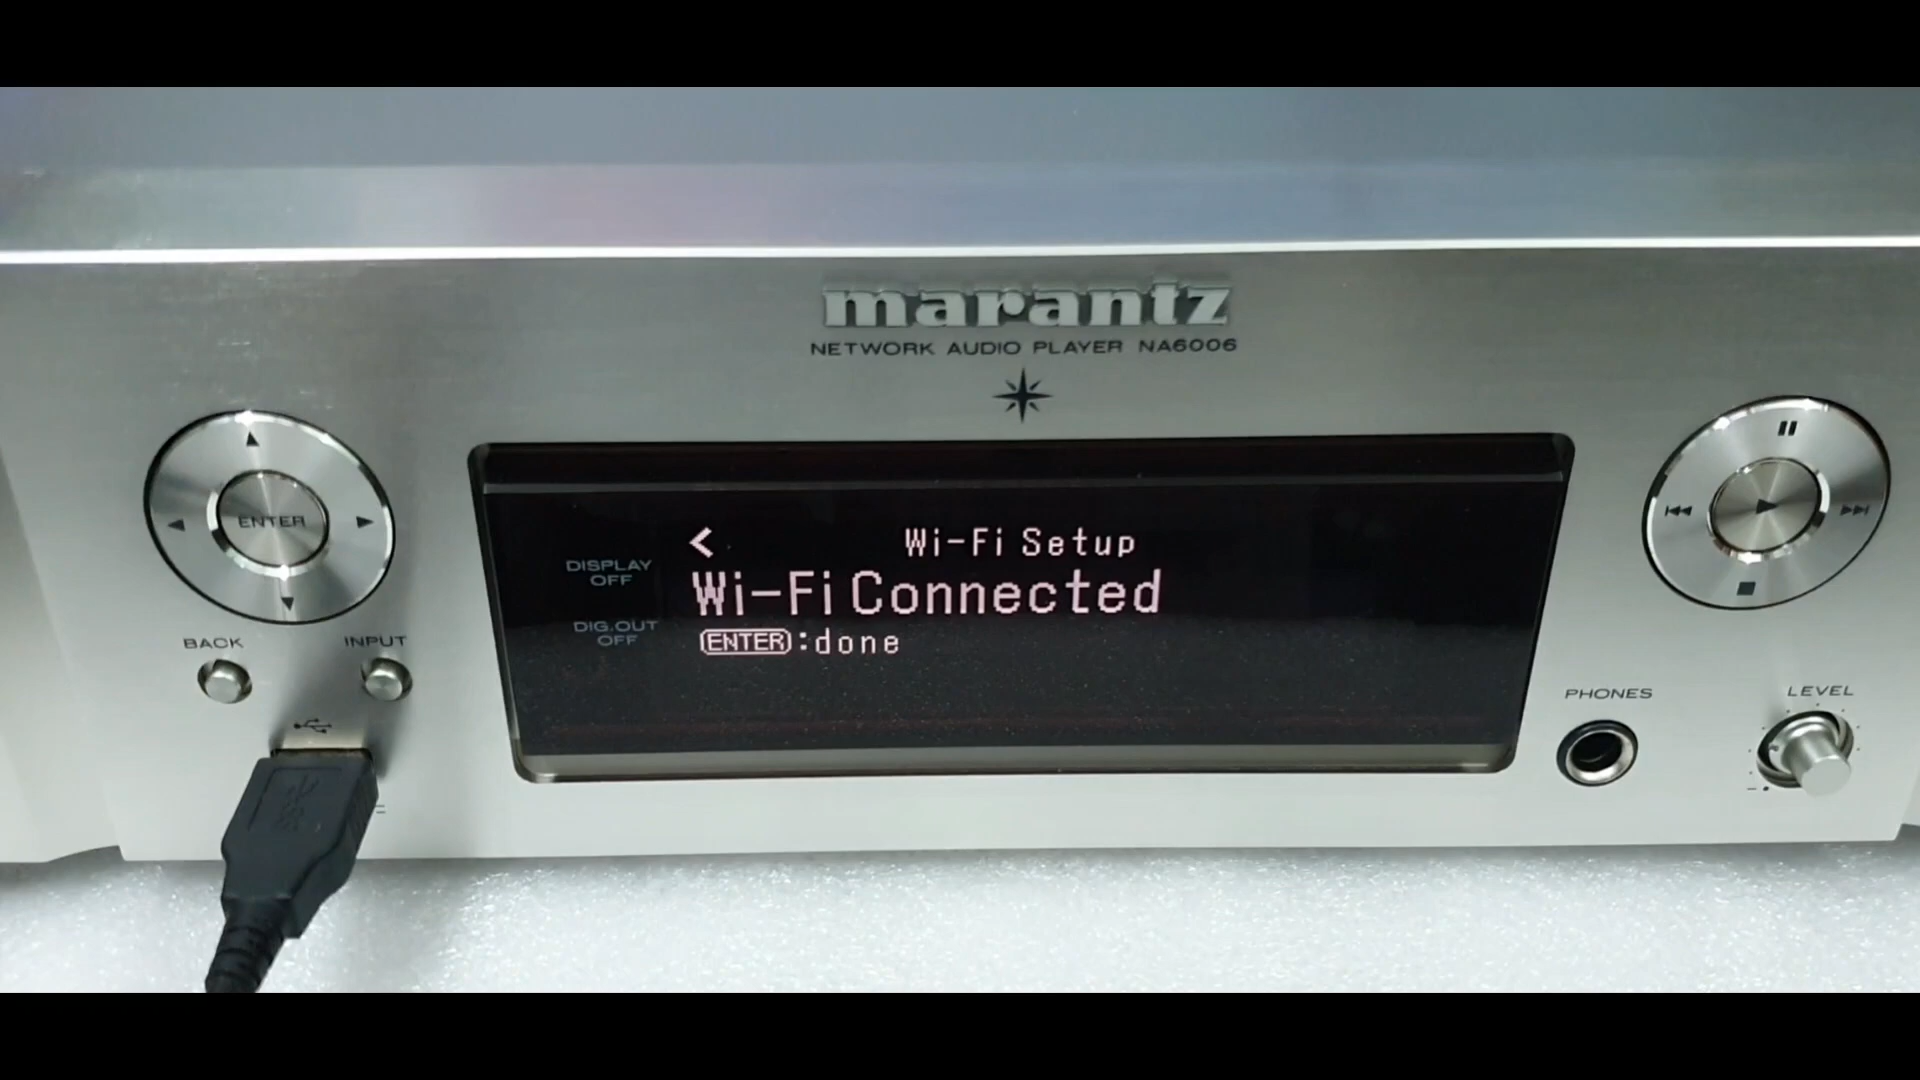 marantz
NETWORK AUDIO PLAYER NA6006
ENTER
BACK
INPUT
DISPLAY
OFF
DIG.OUT
OFF
< Wi-Fi Setup
Wi-Fi Connected
ENTER:done
PHONES
LEVEL